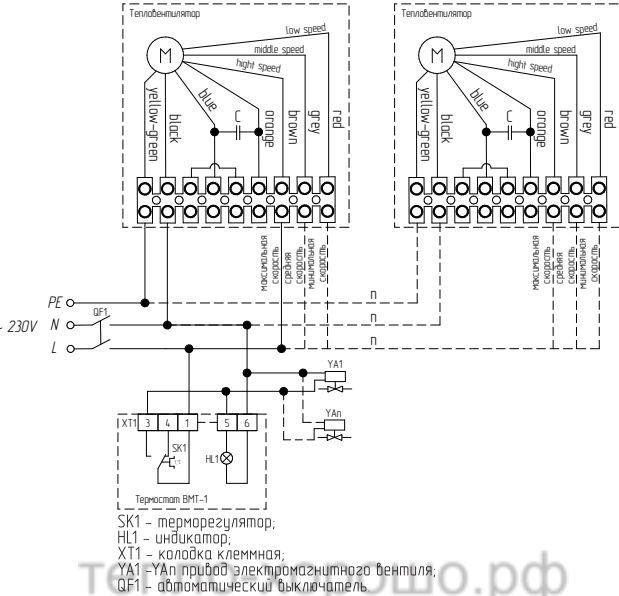 Тепловентилятор
Тепловентилятор
M
low speed
middle speed
hight speed
yellow-green
black
blue
C
orange
brown
grey
red
M
low speed
middle speed
hight speed
yellow-green
black
blue
C
orange
brown
grey
red
максимальная скорость
средняя скорость
минимальная скорость
максимальная скорость
средняя скорость
минимальная скорость
PE
n
QF1
~ 230V N
n
L
n
YA1
YAn
XT1 3 4 1 5 6
SK1
t°C
HL1
Термостат ВМТ-1
SK1 - терморегулятор;
HL1 - индикатор;
XT1 - колодка клеммная;
YA1 -YAn привод электромагнитного вентиля;
QF1 - автоматический выключатель.
тепло-хорошо.рф